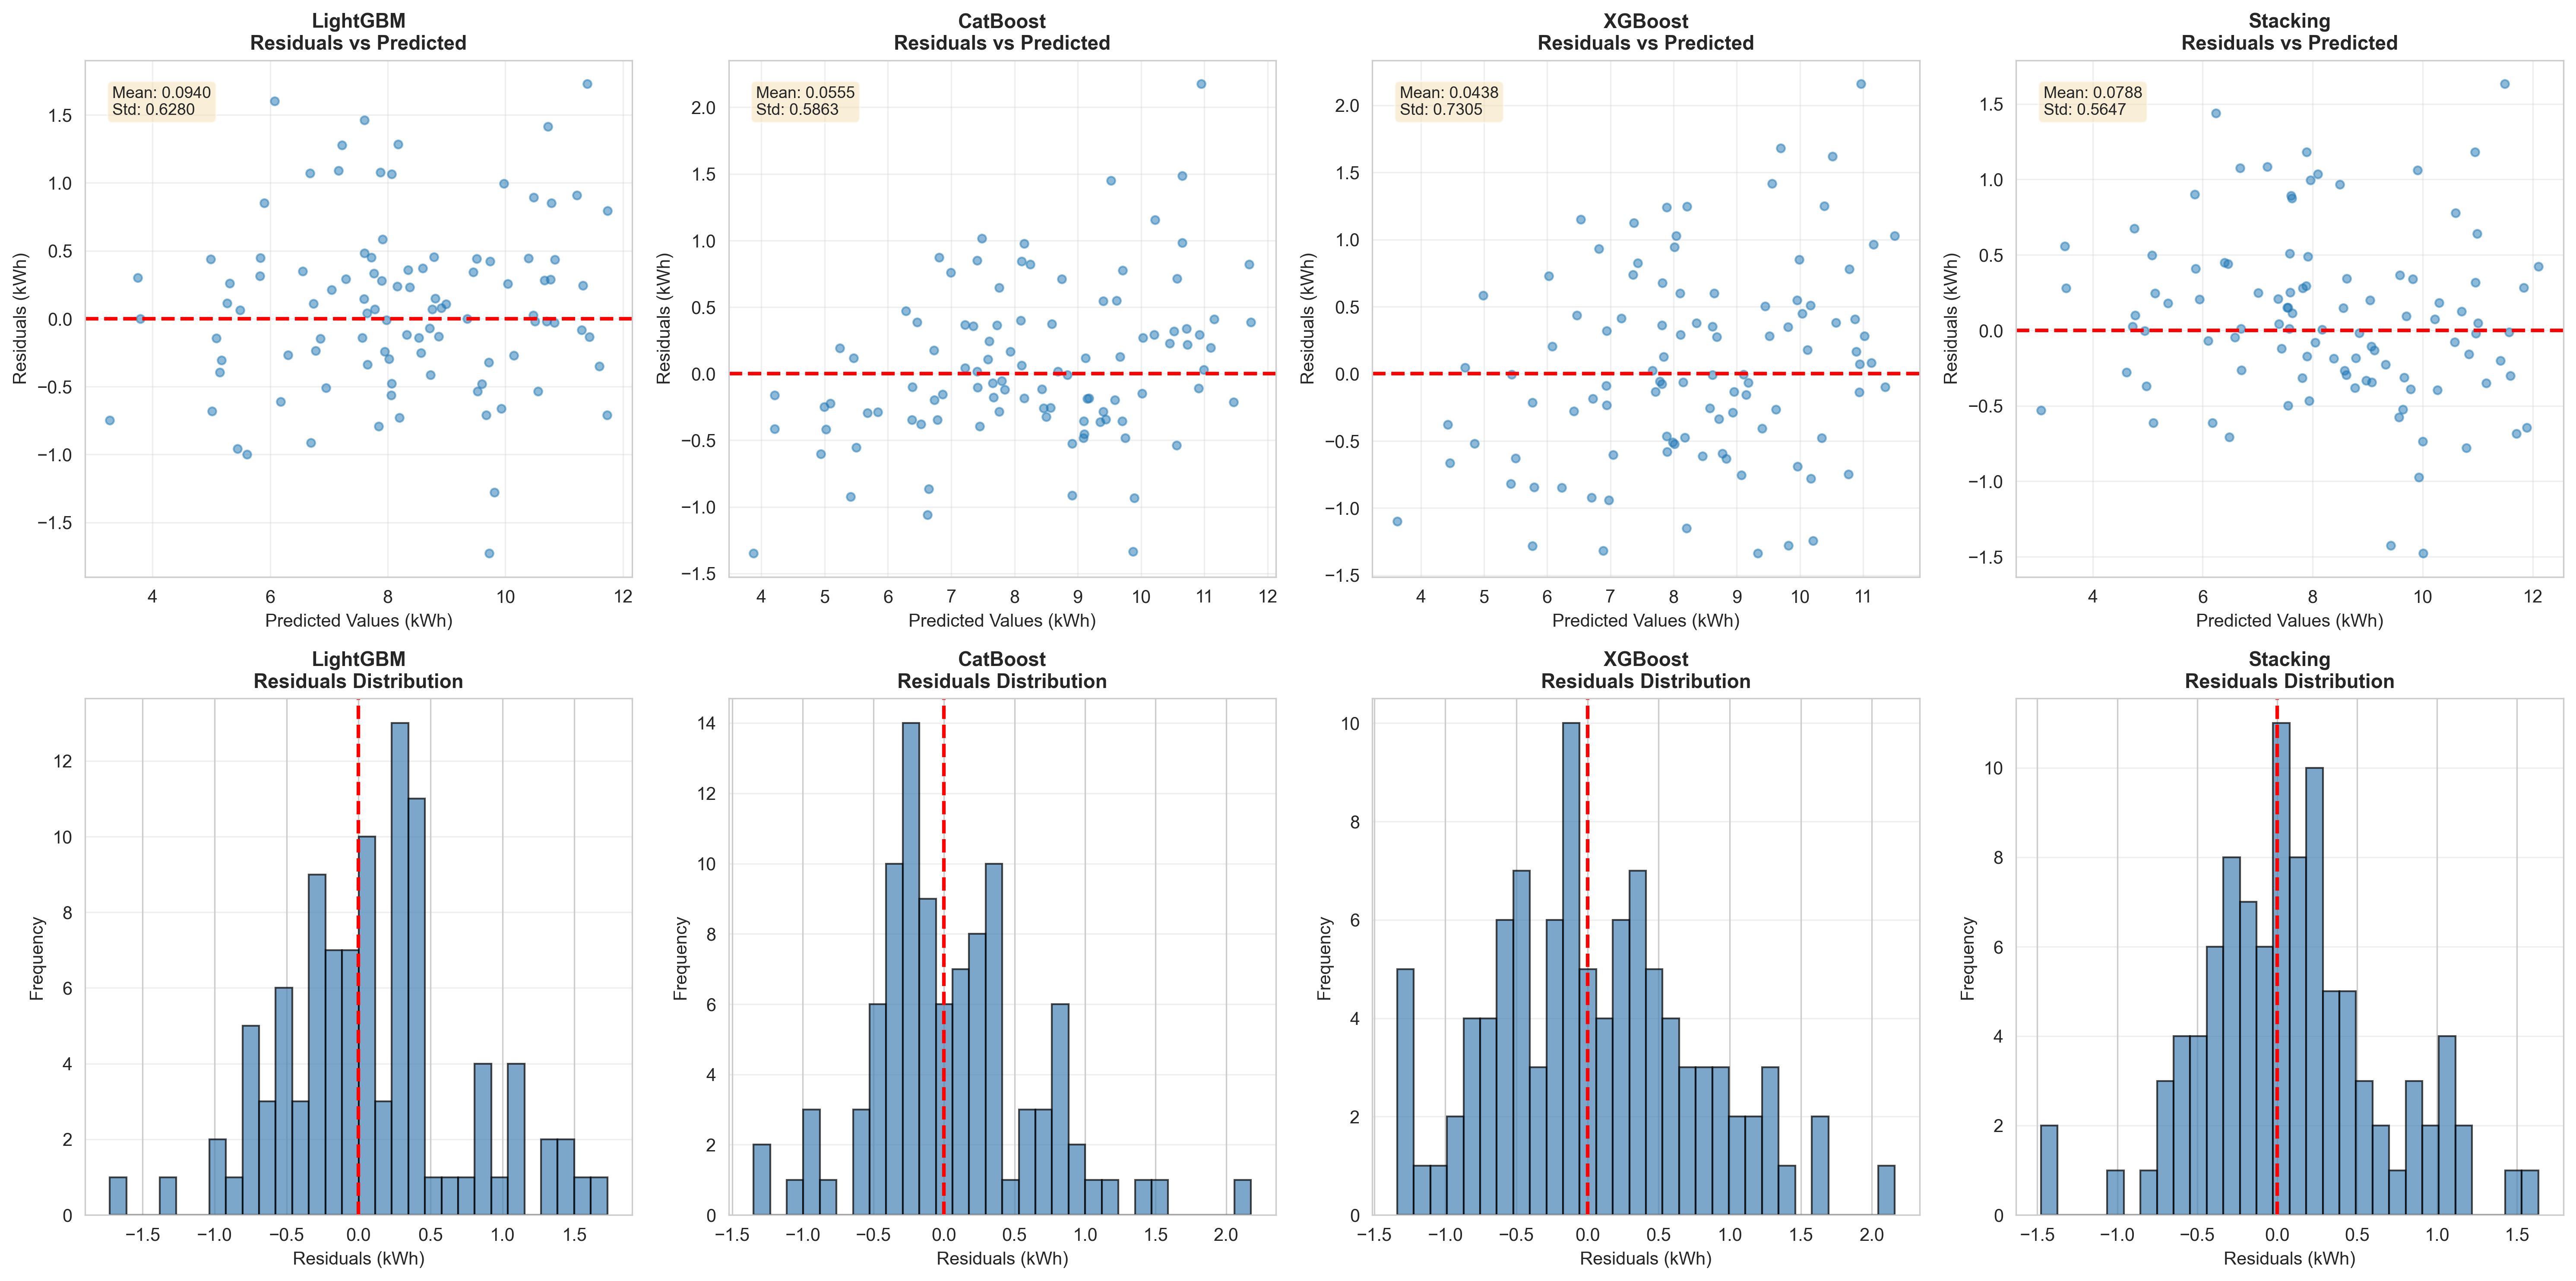 LightGBM
Residuals vs Predicted
Mean: 0.0940
Std: 0.6280
1.5
1.0
0.5
0.0
−0.5
−1.0
−1.5
Residuals (kWh)
4
6
8
10
12
Predicted Values (kWh)
CatBoost
Residuals vs Predicted
Mean: 0.0555
Std: 0.5863
2.0
1.5
1.0
0.5
0.0
−0.5
−1.0
−1.5
Residuals (kWh)
4
5
6
7
8
9
10
11
12
Predicted Values (kWh)
XGBoost
Residuals vs Predicted
Mean: 0.0438
Std: 0.7305
2.0
1.5
1.0
0.5
0.0
−0.5
−1.0
−1.5
Residuals (kWh)
4
5
6
7
8
9
10
11
Predicted Values (kWh)
Stacking
Residuals vs Predicted
Mean: 0.0788
Std: 0.5647
1.5
1.0
0.5
0.0
−0.5
−1.0
−1.5
Residuals (kWh)
4
6
8
10
12
Predicted Values (kWh)
LightGBM
Residuals Distribution
12
10
8
6
4
2
0
Frequency
−1.5
−1.0
−0.5
0.0
0.5
1.0
1.5
Residuals (kWh)
CatBoost
Residuals Distribution
14
12
10
8
6
4
2
0
Frequency
−1.5
−1.0
−0.5
0.0
0.5
1.0
1.5
2.0
Residuals (kWh)
XGBoost
Residuals Distribution
10
8
6
4
2
0
Frequency
−1.5
−1.0
−0.5
0.0
0.5
1.0
1.5
2.0
Residuals (kWh)
Stacking
Residuals Distribution
10
8
6
4
2
0
Frequency
−1.5
−1.0
−0.5
0.0
0.5
1.0
1.5
Residuals (kWh)